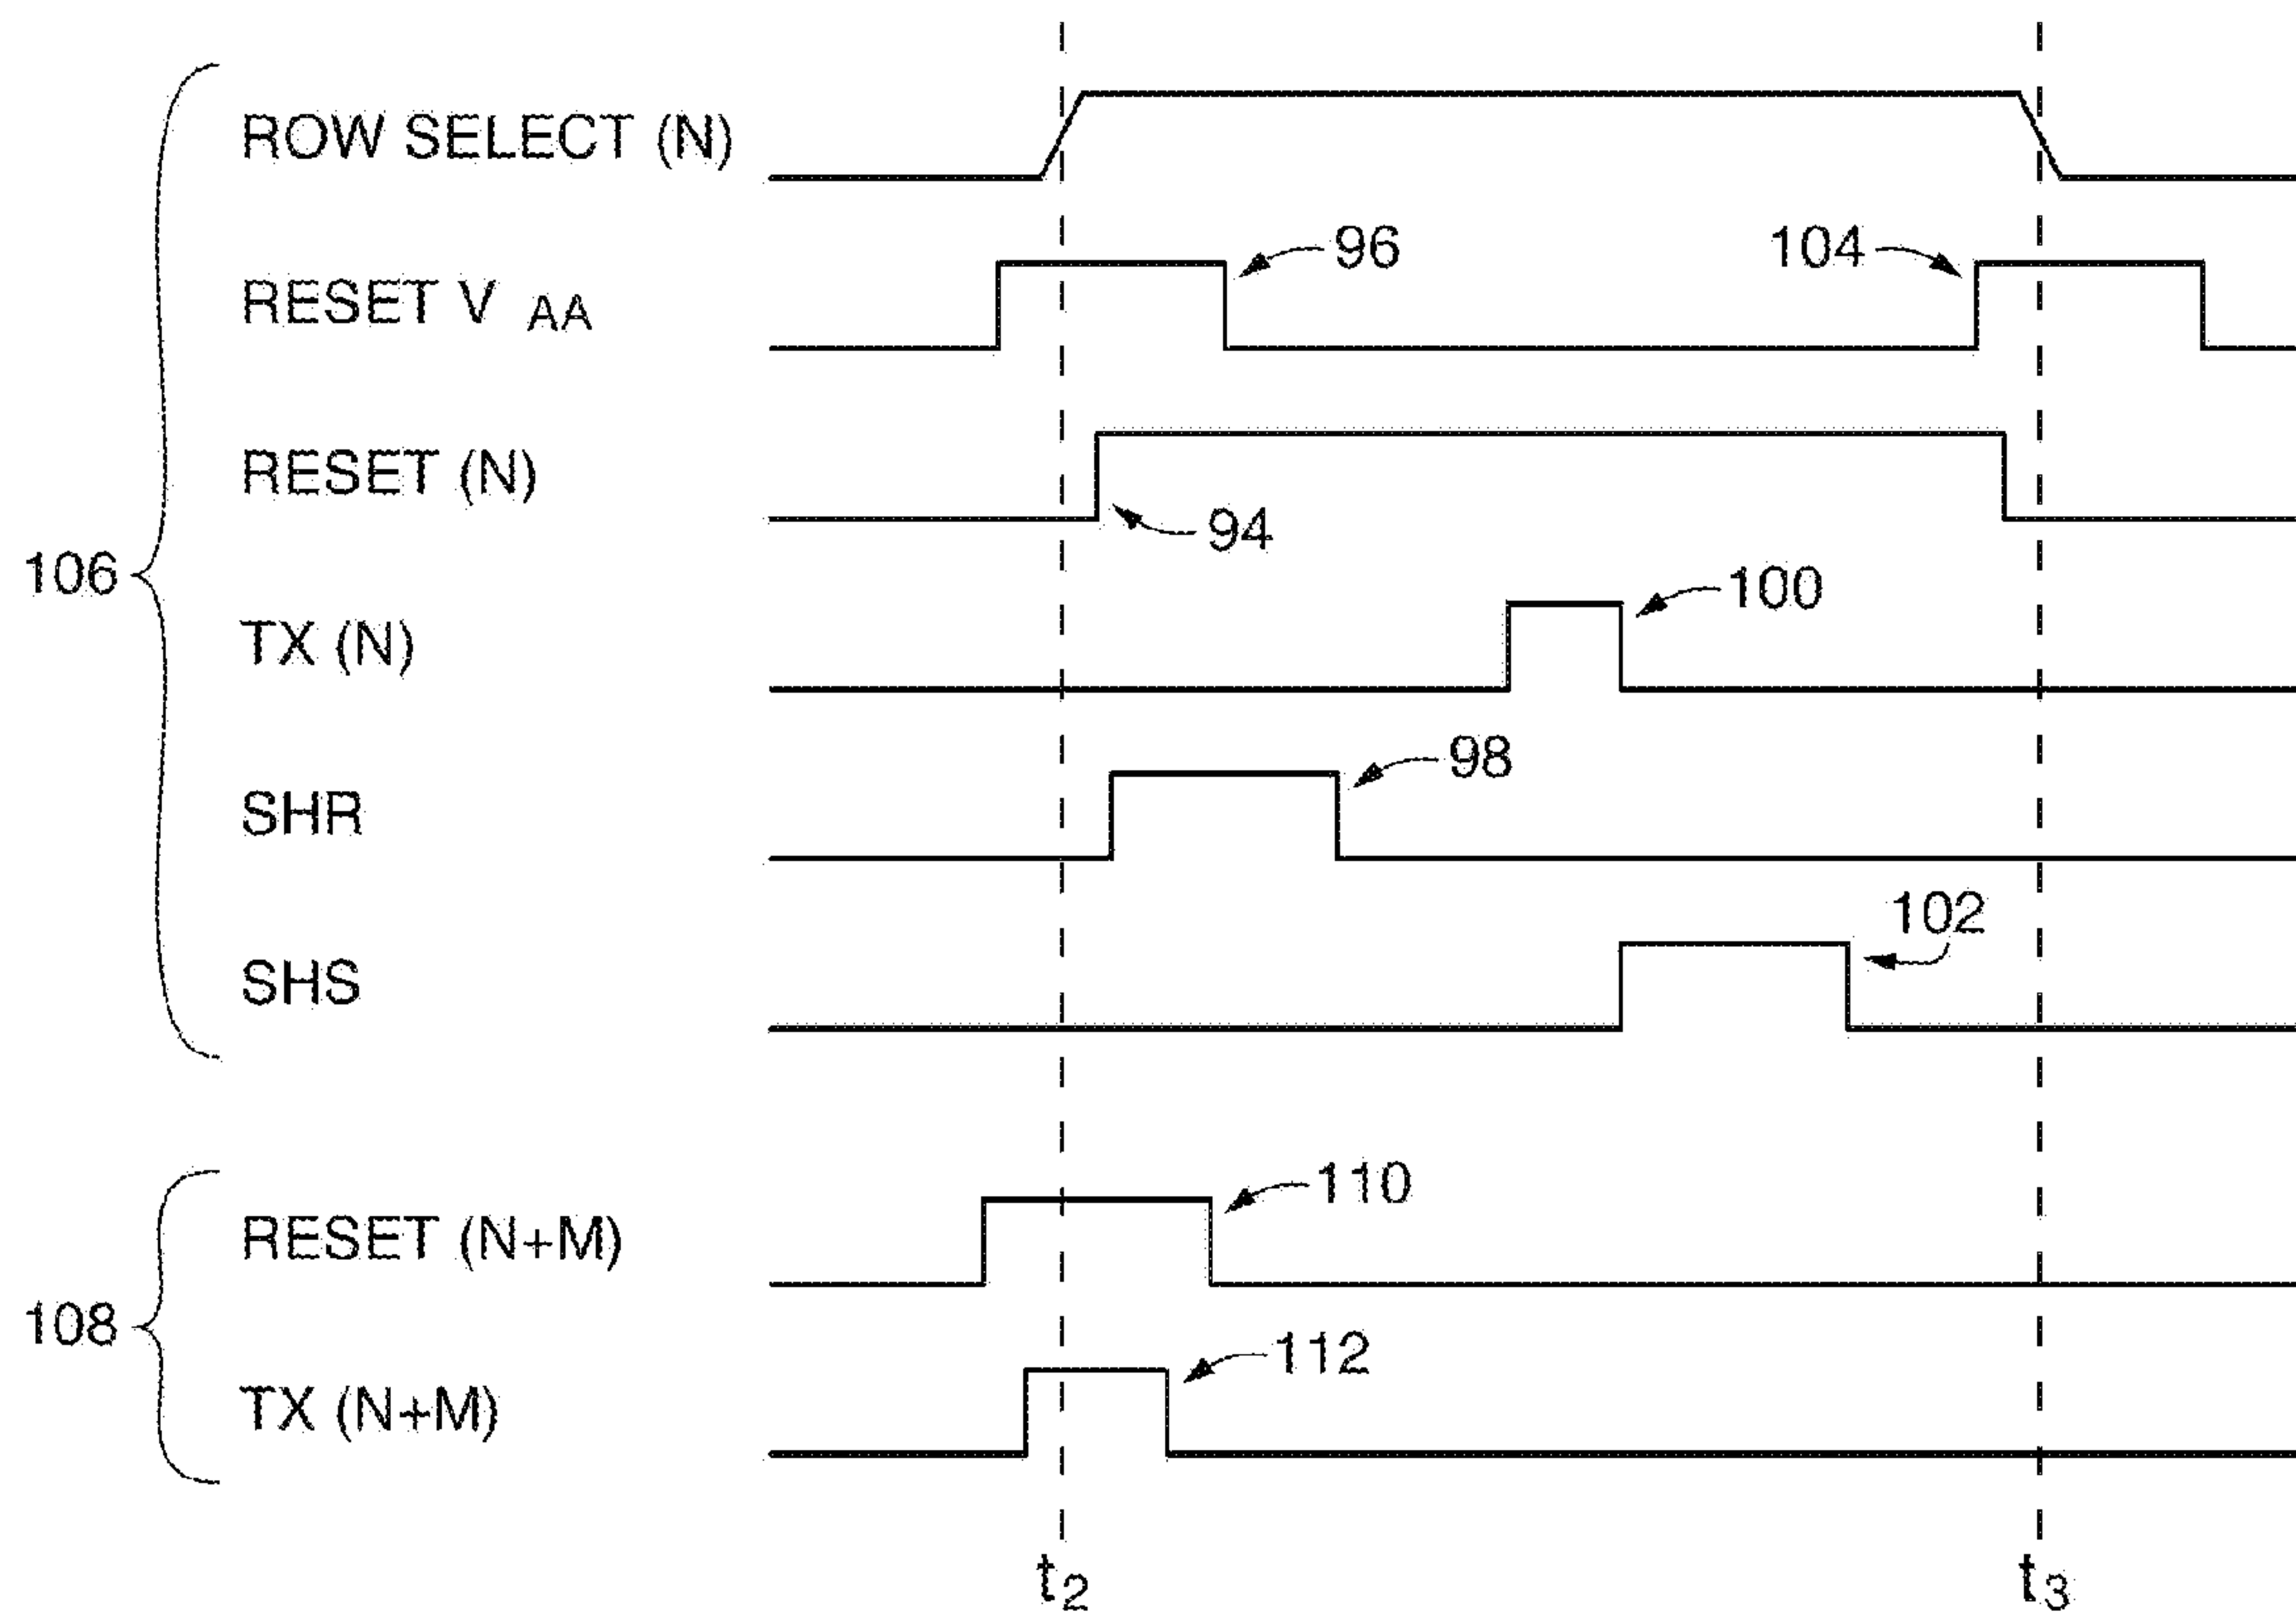 ROW SELECT (N)
RESET V AA
96
104
RESET (N)
94
106
100
TX (N)
98
SHR
102
SHS
110
RESET (N+M)
108
112
TX (N+M)
t2
t3